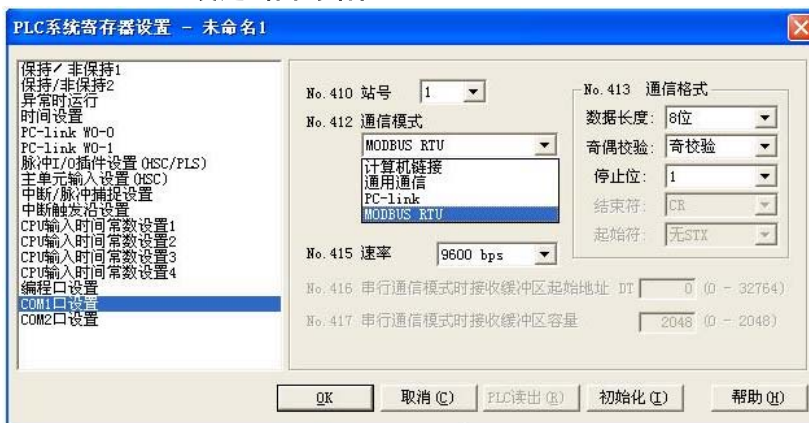 PLC系统寄存器设置 - 未命名1
保持/ 非保持1
保持/非保持2
异常时运行
时间设置
PC-link W0-0
PC-link W0-1
脉冲I/O插件设置(HSC/PLS)
主单元输入设置(HSC)
中断/脉冲捕捉设置
中断触发沿设置
CPU输入时间常数设置1
CPU输入时间常数设置2
CPU输入时间常数设置3
CPU输入时间常数设置4
编程口设置
COM1口设置
COM2口设置
No.410 站号 1
No.412 通信模式
MODBUS RTU
计算机链接
通用通信
PC-link
MODBUS RTU
No.413 通信格式
数据长度: 8位
奇偶校验: 奇校验
停止位: 1
结束符: CR
起始符: 无STX
No.415 速率 9600 bps
No.416 串行通信模式时接收缓冲区起始地址 DT 0 (0 - 32764)
No.417 串行通信模式时接收缓冲区容量 2048 (0 - 2048)
OK 取消(C) PLC读出(R) 初始化(I) 帮助(H)